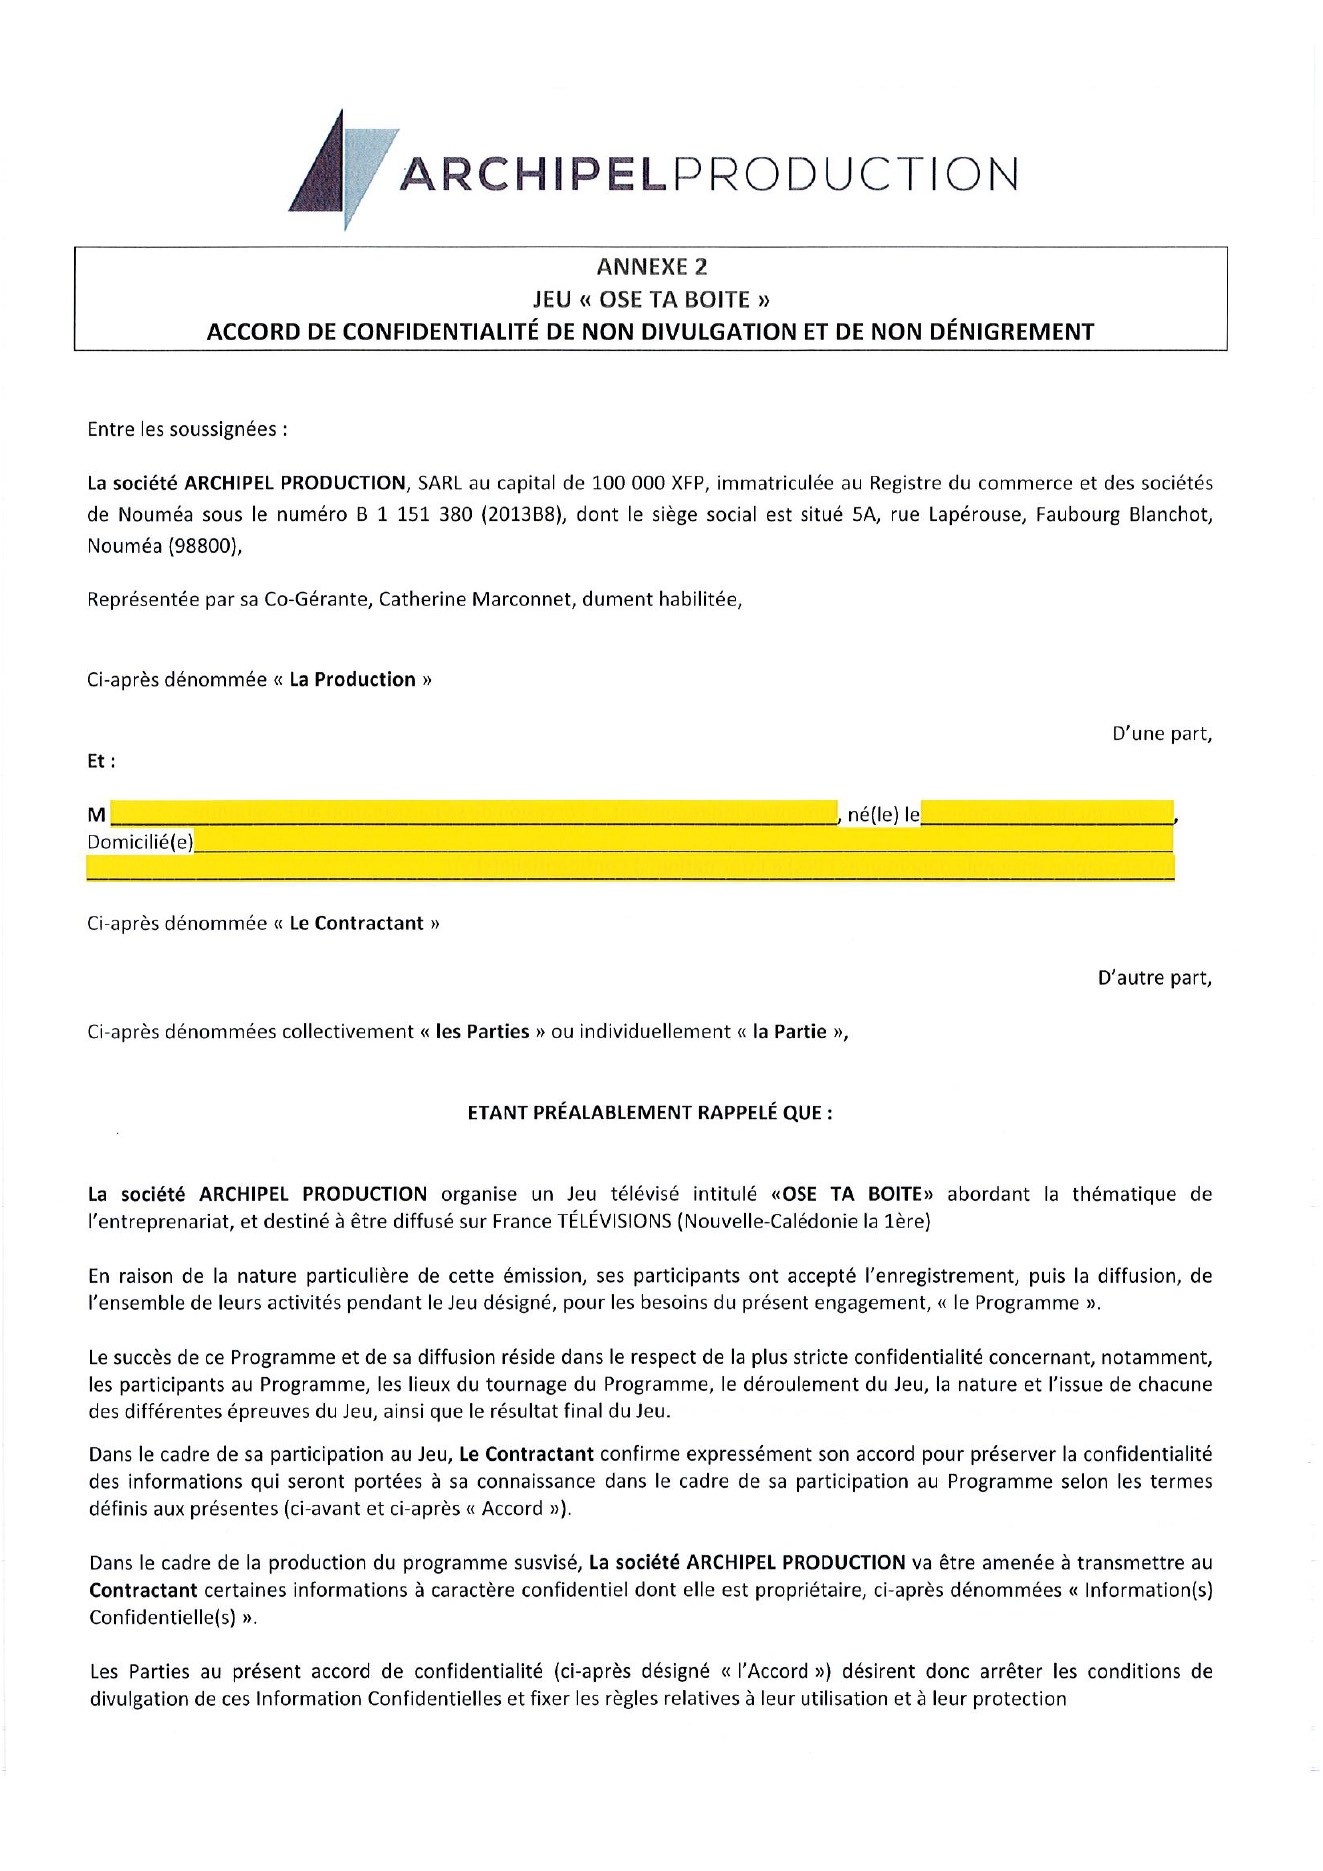 ARCHIPELPRODUCTION
ANNEXE 2
JEU « OSE TA BOITE »
ACCORD DE CONFIDENTIALITÉ DE NON DIVULGATION ET DE NON DÉNIGREMENT
Entre les soussignées :
La société ARCHIPEL PRODUCTION, SARL au capital de 100 000 XFP, immatriculée au Registre du commerce et des sociétés
de Nouméa sous le numéro B 1 151 380 (2013B8), dont le siège social est situé 5A, rue Lapérouse, Faubourg Blanchot,
Nouméa (98800),
Représentée par sa Co-Gérante, Catherine Marconnet, dument habilitée,
Ci-après dénommée « La Production »
D'une part,
Et :
M , né(le) le ,
Domicilié(e)
Ci-après dénommée « Le Contractant »
D'autre part,
Ci-après dénommées collectivement « les Parties » ou individuellement « la Partie »,
ETANT PRÉALABLEMENT RAPPELÉ QUE :
La société ARCHIPEL PRODUCTION organise un Jeu télévisé intitulé «OSE TA BOITE» abordant la thématique de
l'entreprenariat, et destiné à être diffusé sur France TÉLÉVISIONS (Nouvelle-Calédonie la 1ère)
En raison de la nature particulière de cette émission, ses participants ont accepté l'enregistrement, puis la diffusion, de
l'ensemble de leurs activités pendant le Jeu désigné, pour les besoins du présent engagement, « le Programme ».
Le succès de ce Programme et de sa diffusion réside dans le respect de la plus stricte confidentialité concernant, notamment,
les participants au Programme, les lieux du tournage du Programme, le déroulement du Jeu, la nature et l'issue de chacune
des différentes épreuves du Jeu, ainsi que le résultat final du Jeu.
Dans le cadre de sa participation au Jeu, Le Contractant confirme expressément son accord pour préserver la confidentialité
des informations qui seront portées à sa connaissance dans le cadre de sa participation au Programme selon les termes
définis aux présentes (ci-avant et ci-après « Accord »).
Dans le cadre de la production du programme susvisé, La société ARCHIPEL PRODUCTION va être amenée à transmettre au
Contractant certaines informations à caractère confidentiel dont elle est propriétaire, ci-après dénommées « Information(s)
Confidentielle(s) ».
Les Parties au présent accord de confidentialité (ci-après désigné « l'Accord ») désirent donc arrêter les conditions de
divulgation de ces Information Confidentielles et fixer les règles relatives à leur utilisation et à leur protection